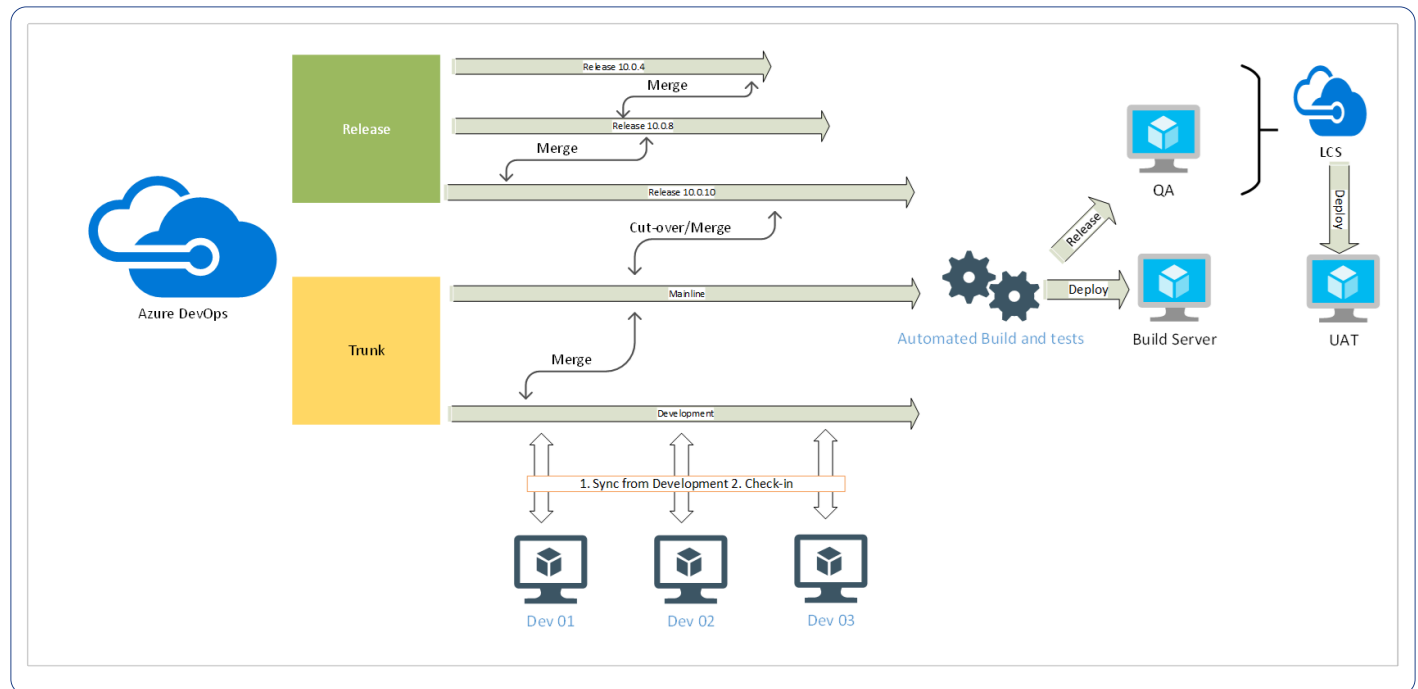 Release 10.0.4
Merge
Release
Release 10.0.8
Merge
Release 10.0.10
Cut-over/Merge
Azure DevOps
Trunk
Mainline
Merge
Development
1. Sync from Development 2. Check-in
Dev 01
Dev 02
Dev 03
Automated Build and tests
Release
Deploy
QA
Build Server
LCS
Deploy
UAT